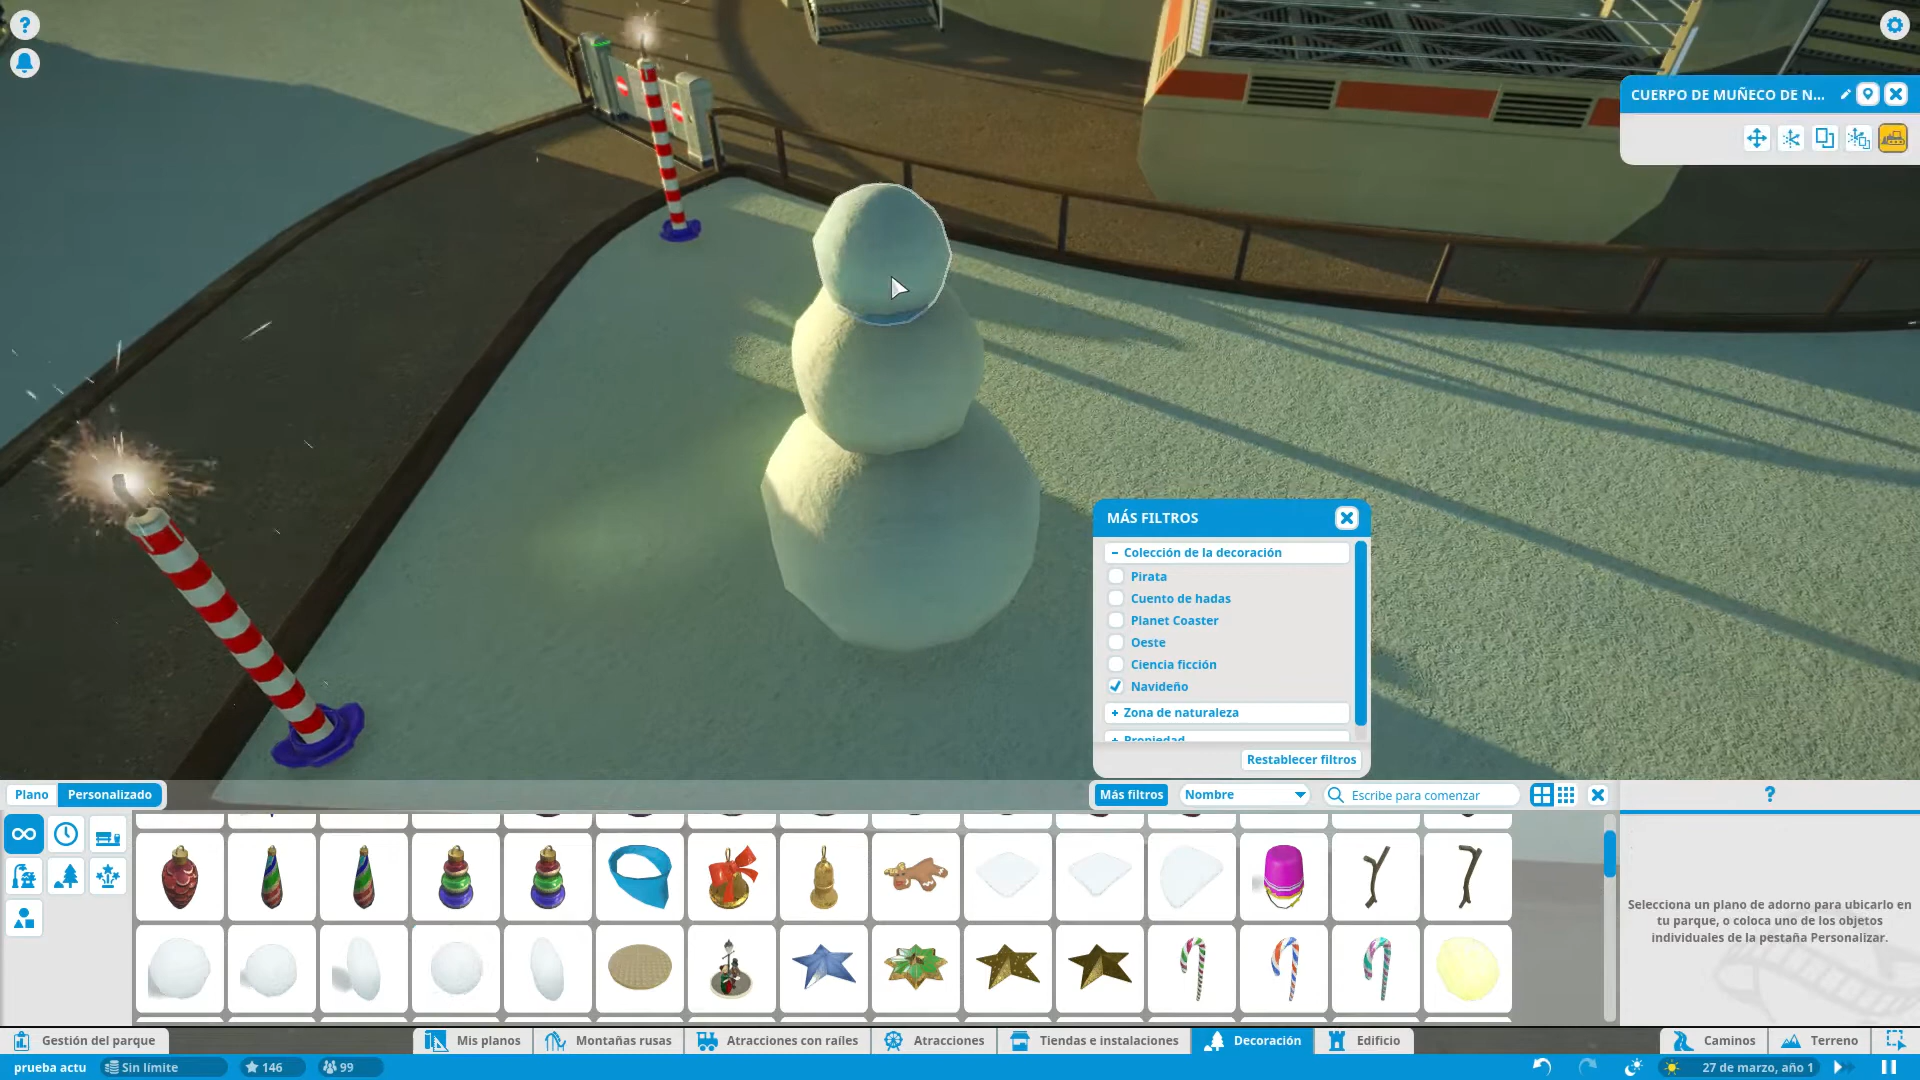 CUERPO DE MUÑECO DE N...
MÁS FILTROS
− Colección de la decoración
Pirata
Cuento de hadas
Planet Coaster
Oeste
Ciencia ficción
Navideño
+ Zona de naturaleza
+ Propiedad
Restablecer filtros
Plano
Personalizado
Más filtros
Nombre
Escribe para comenzar
?
Selecciona un plano de adorno para ubicarlo en
tu parque, o coloca uno de los objetos
individuales de la pestaña Personalizar.
Gestión del parque
Mis planos
Montañas rusas
Atracciones con raíles
Atracciones
Tiendas e instalaciones
Decoración
Edificio
Caminos
Terreno
prueba actu
Sin límite
146
99
27 de marzo, año 1